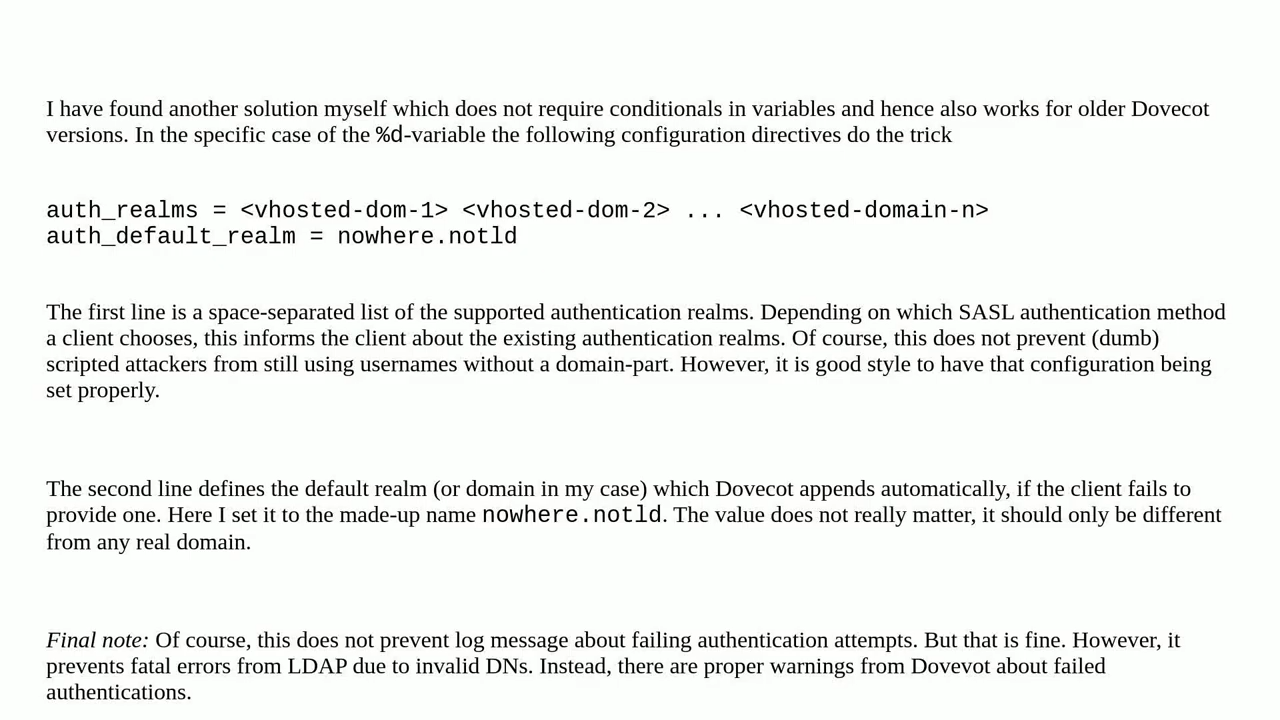 I have found another solution myself which does not require conditionals in variables and hence also works for older Dovecot
versions. In the specific case of the %d-variable the following configuration directives do the trick
auth_realms = <vhosted-dom-1> <vhosted-dom-2> ... <vhosted-domain-n>
auth_default_realm = nowhere.notld
The first line is a space-separated list of the supported authentication realms. Depending on which SASL authentication method
a client chooses, this informs the client about the existing authentication realms. Of course, this does not prevent (dumb)
scripted attackers from still using usernames without a domain-part. However, it is good style to have that configuration being
set properly.
The second line defines the default realm (or domain in my case) which Dovecot appends automatically, if the client fails to
provide one. Here I set it to the made-up name nowhere.notld. The value does not really matter, it should only be different
from any real domain.
Final note: Of course, this does not prevent log message about failing authentication attempts. But that is fine. However, it
prevents fatal errors from LDAP due to invalid DNs. Instead, there are proper warnings from Dovevot about failed
authentications.